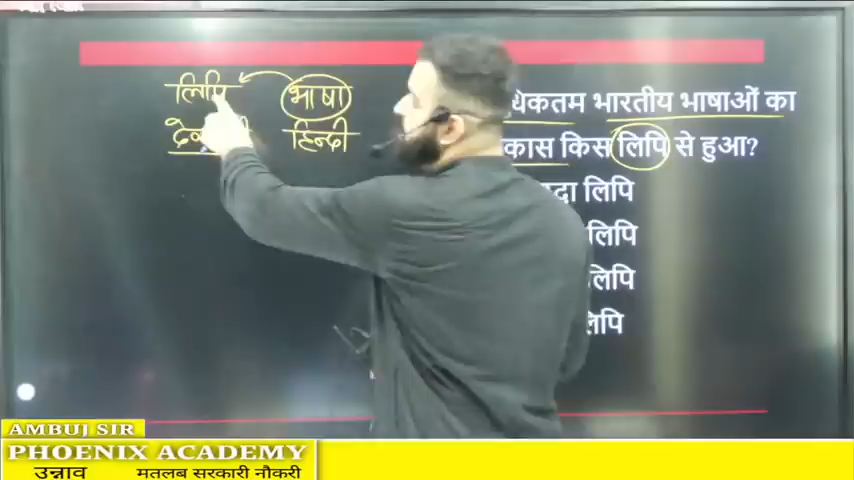 लिपि भाषा
हिन्दी
धिकतम भारतीय भाषाओं का
कास किस लिपि से हुआ?
दा लिपि
लिपि
लिपि
लिपि
AMBUJ SIR
PHOENIX ACADEMY
उन्नाव मतलब सरकारी नौकरी